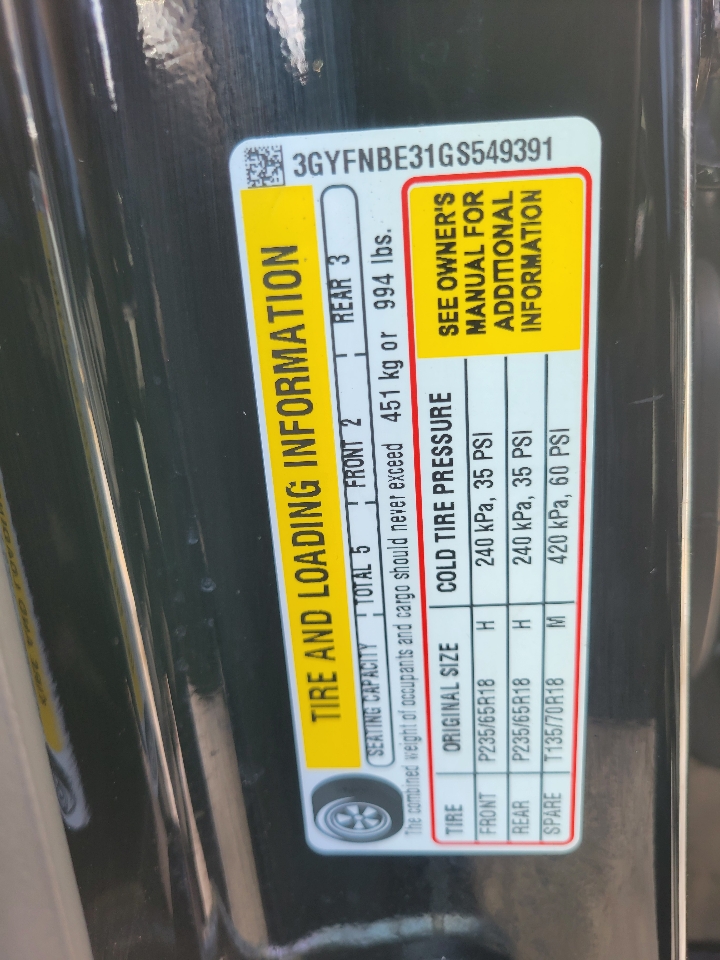 3GYFNBE31GS549391
TIRE AND LOADING INFORMATION
SEATING CAPACITY TOTAL 5 FRONT 2 REAR 3
The combined weight of occupants and cargo should never exceed 451 kg or 994 lbs.
TIRE ORIGINAL SIZE COLD TIRE PRESSURE
FRONT P235/65R18 H 240 kPa, 35 PSI
REAR P235/65R18 H 240 kPa, 35 PSI
SPARE T135/70R18 M 420 kPa, 60 PSI
SEE OWNER'S
MANUAL FOR
ADDITIONAL
INFORMATION